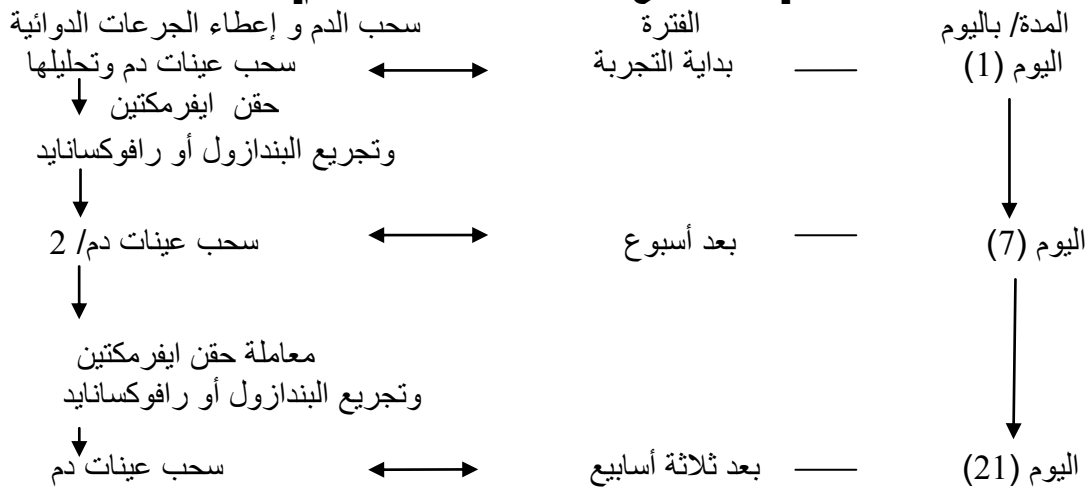 المدة/ باليوم الفترة سحب الدم و إعطاء الجرعات الدوائية
اليوم (1) بداية التجربة سحب عينات دم وتحليلها
حقن ايفرمكتين
وتجريع البندازول أو رافوكسانايد
اليوم (7) بعد أسبوع سحب عينات دم/ 2
معاملة حقن ايفرمكتين
وتجريع البندازول أو رافوكسانايد
اليوم (21) بعد ثلاثة أسابيع سحب عينات دم